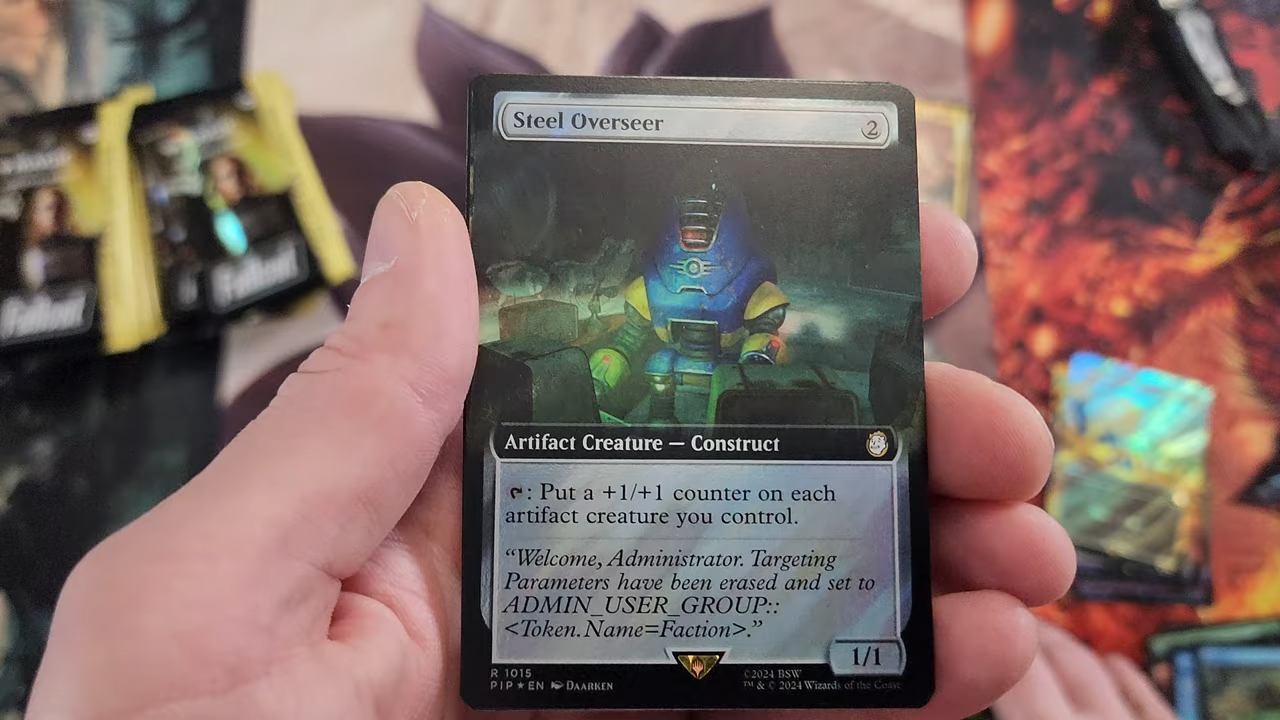 Steel Overseer
2
Artifact Creature — Construct
: Put a +1/+1 counter on each
artifact creature you control.
“Welcome, Administrator. Targeting
Parameters have been erased and set to
ADMIN_USER_GROUP::
<Token.Name=Faction>.”
1/1
R 1015
PIP★EN DAARKEN
©2024 BSW
™ & © 2024 Wizards of the Coast
Fallout
Fallout